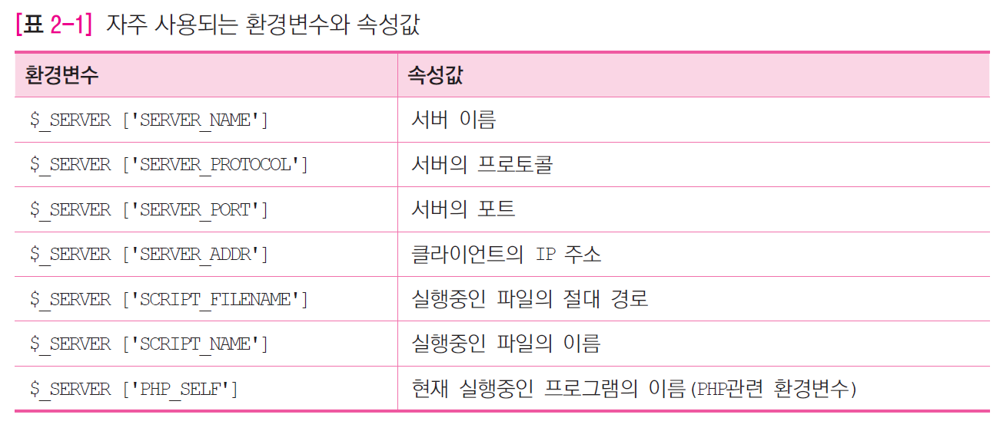 [표 2-1] 자주 사용되는 환경변수와 속성값
환경변수 속성값
$_SERVER ['SERVER_NAME'] 서버 이름
$_SERVER ['SERVER_PROTOCOL'] 서버의 프로토콜
$_SERVER ['SERVER_PORT'] 서버의 포트
$_SERVER ['SERVER_ADDR'] 클라이언트의 IP 주소
$_SERVER ['SCRIPT_FILENAME'] 실행중인 파일의 절대 경로
$_SERVER ['SCRIPT_NAME'] 실행중인 파일의 이름
$_SERVER ['PHP_SELF'] 현재 실행중인 프로그램의 이름(PHP관련 환경변수)